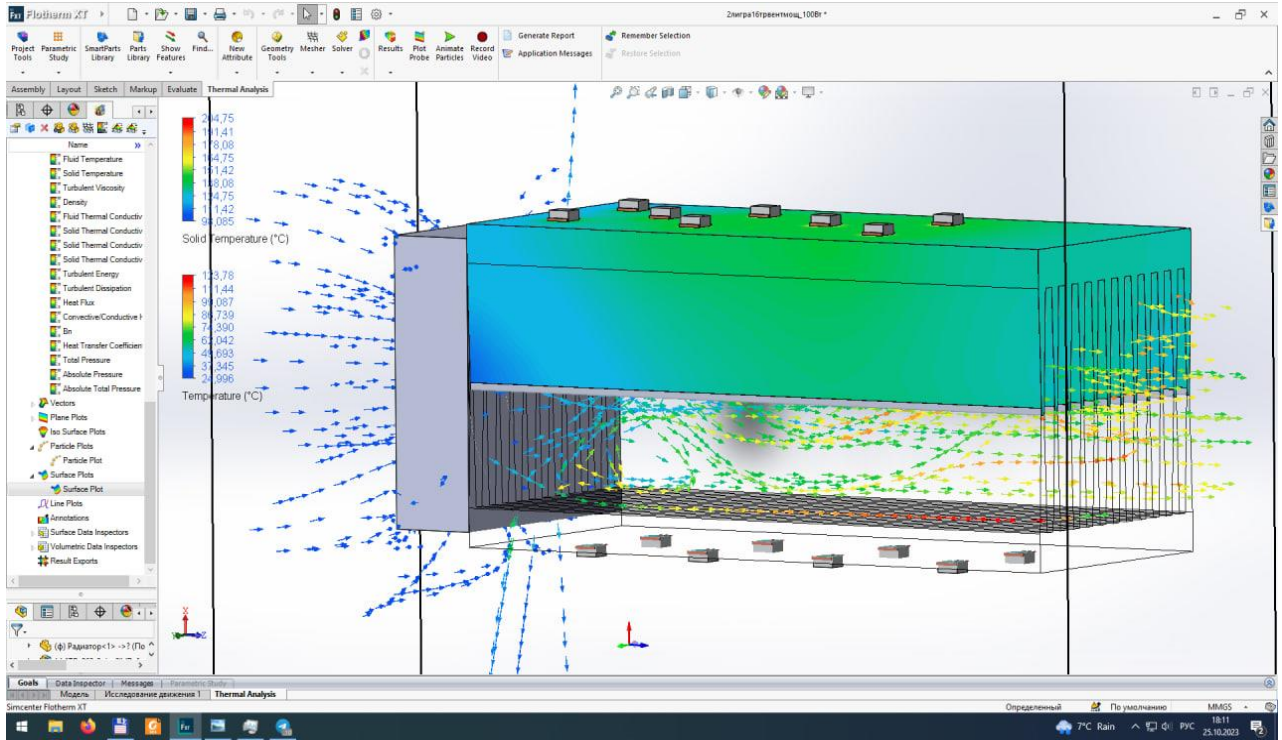 Fxt Flotherm XT
2лигра16трвентмощ_100Вт *
Project Tools
Parametric Study
SmartParts Library
Parts Library
Show Features
Find...
New Attribute
Geometry Tools
Mesher
Solver
Results
Plot Probe
Animate Particles
Record Video
Generate Report
Application Messages
Remember Selection
Restore Selection
Assembly Layout Sketch Markup Evaluate Thermal Analysis
Name
Fluid Temperature
Solid Temperature
Turbulent Viscosity
Density
Fluid Thermal Conductiv
Solid Thermal Conductiv
Solid Thermal Conductiv
Solid Thermal Conductiv
Turbulent Energy
Turbulent Dissipation
Heat Flux
Convective/Conductive H
Bn
Heat Transfer Coefficien
Total Pressure
Absolute Pressure
Absolute Total Pressure
Vectors
Plane Plots
Iso Surface Plots
Particle Plots
Particle Plot
Surface Plots
Surface Plot
Line Plots
Annotations
Surface Data Inspectors
Volumetric Data Inspectors
Result Exports
204,75
191,41
178,08
164,75
151,42
138,08
124,75
111,42
98,085
Solid Temperature (°C)
123,78
111,44
99,087
86,739
74,390
62,042
49,693
37,345
24,996
Temperature (°C)
(ф) Радиатор<1> ->? (По
X
Y
Z
Goals Data Inspector Messages Parametric Study
Модель Исследование движения 1 Thermal Analysis
Simcenter Flotherm XT
Определенный
По умолчанию
MMGS
7°C Rain
РУС
18:11
25.10.2023